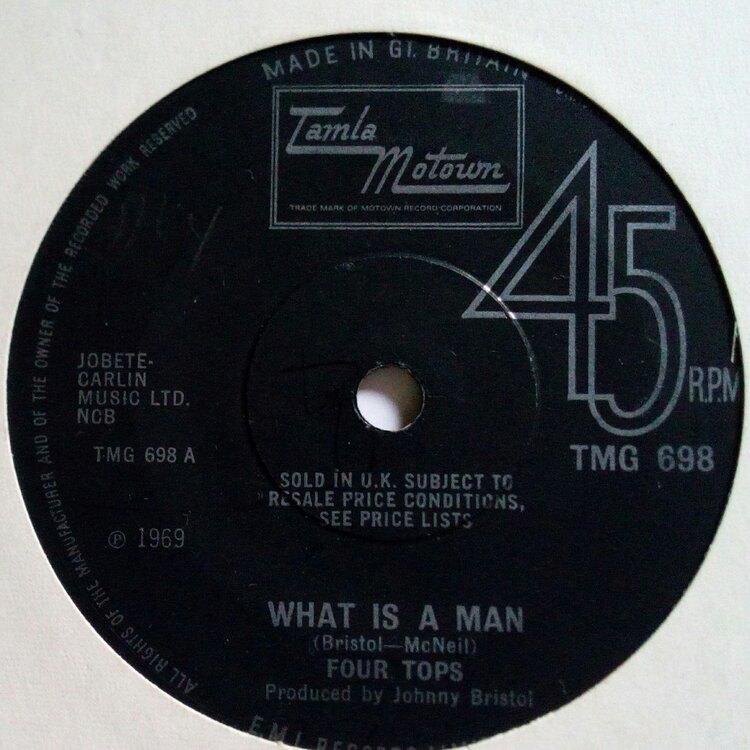 MADE IN GT. BRITAIN
Tamla
Motown
TRADE MARK OF MOTOWN RECORD CORPORATION
45
R.P.M
TMG 698
ALL RIGHTS OF THE MANUFACTURER AND OF THE OWNER OF THE RECORDED WORK RESERVED
JOBETE-
CARLIN
MUSIC LTD.
NCB
TMG 698 A
℗ 1969
SOLD IN U.K. SUBJECT TO
RESALE PRICE CONDITIONS,
SEE PRICE LISTS
WHAT IS A MAN
(Bristol—McNeil)
FOUR TOPS
Produced by Johnny Bristol
E.M.I. RECORDS